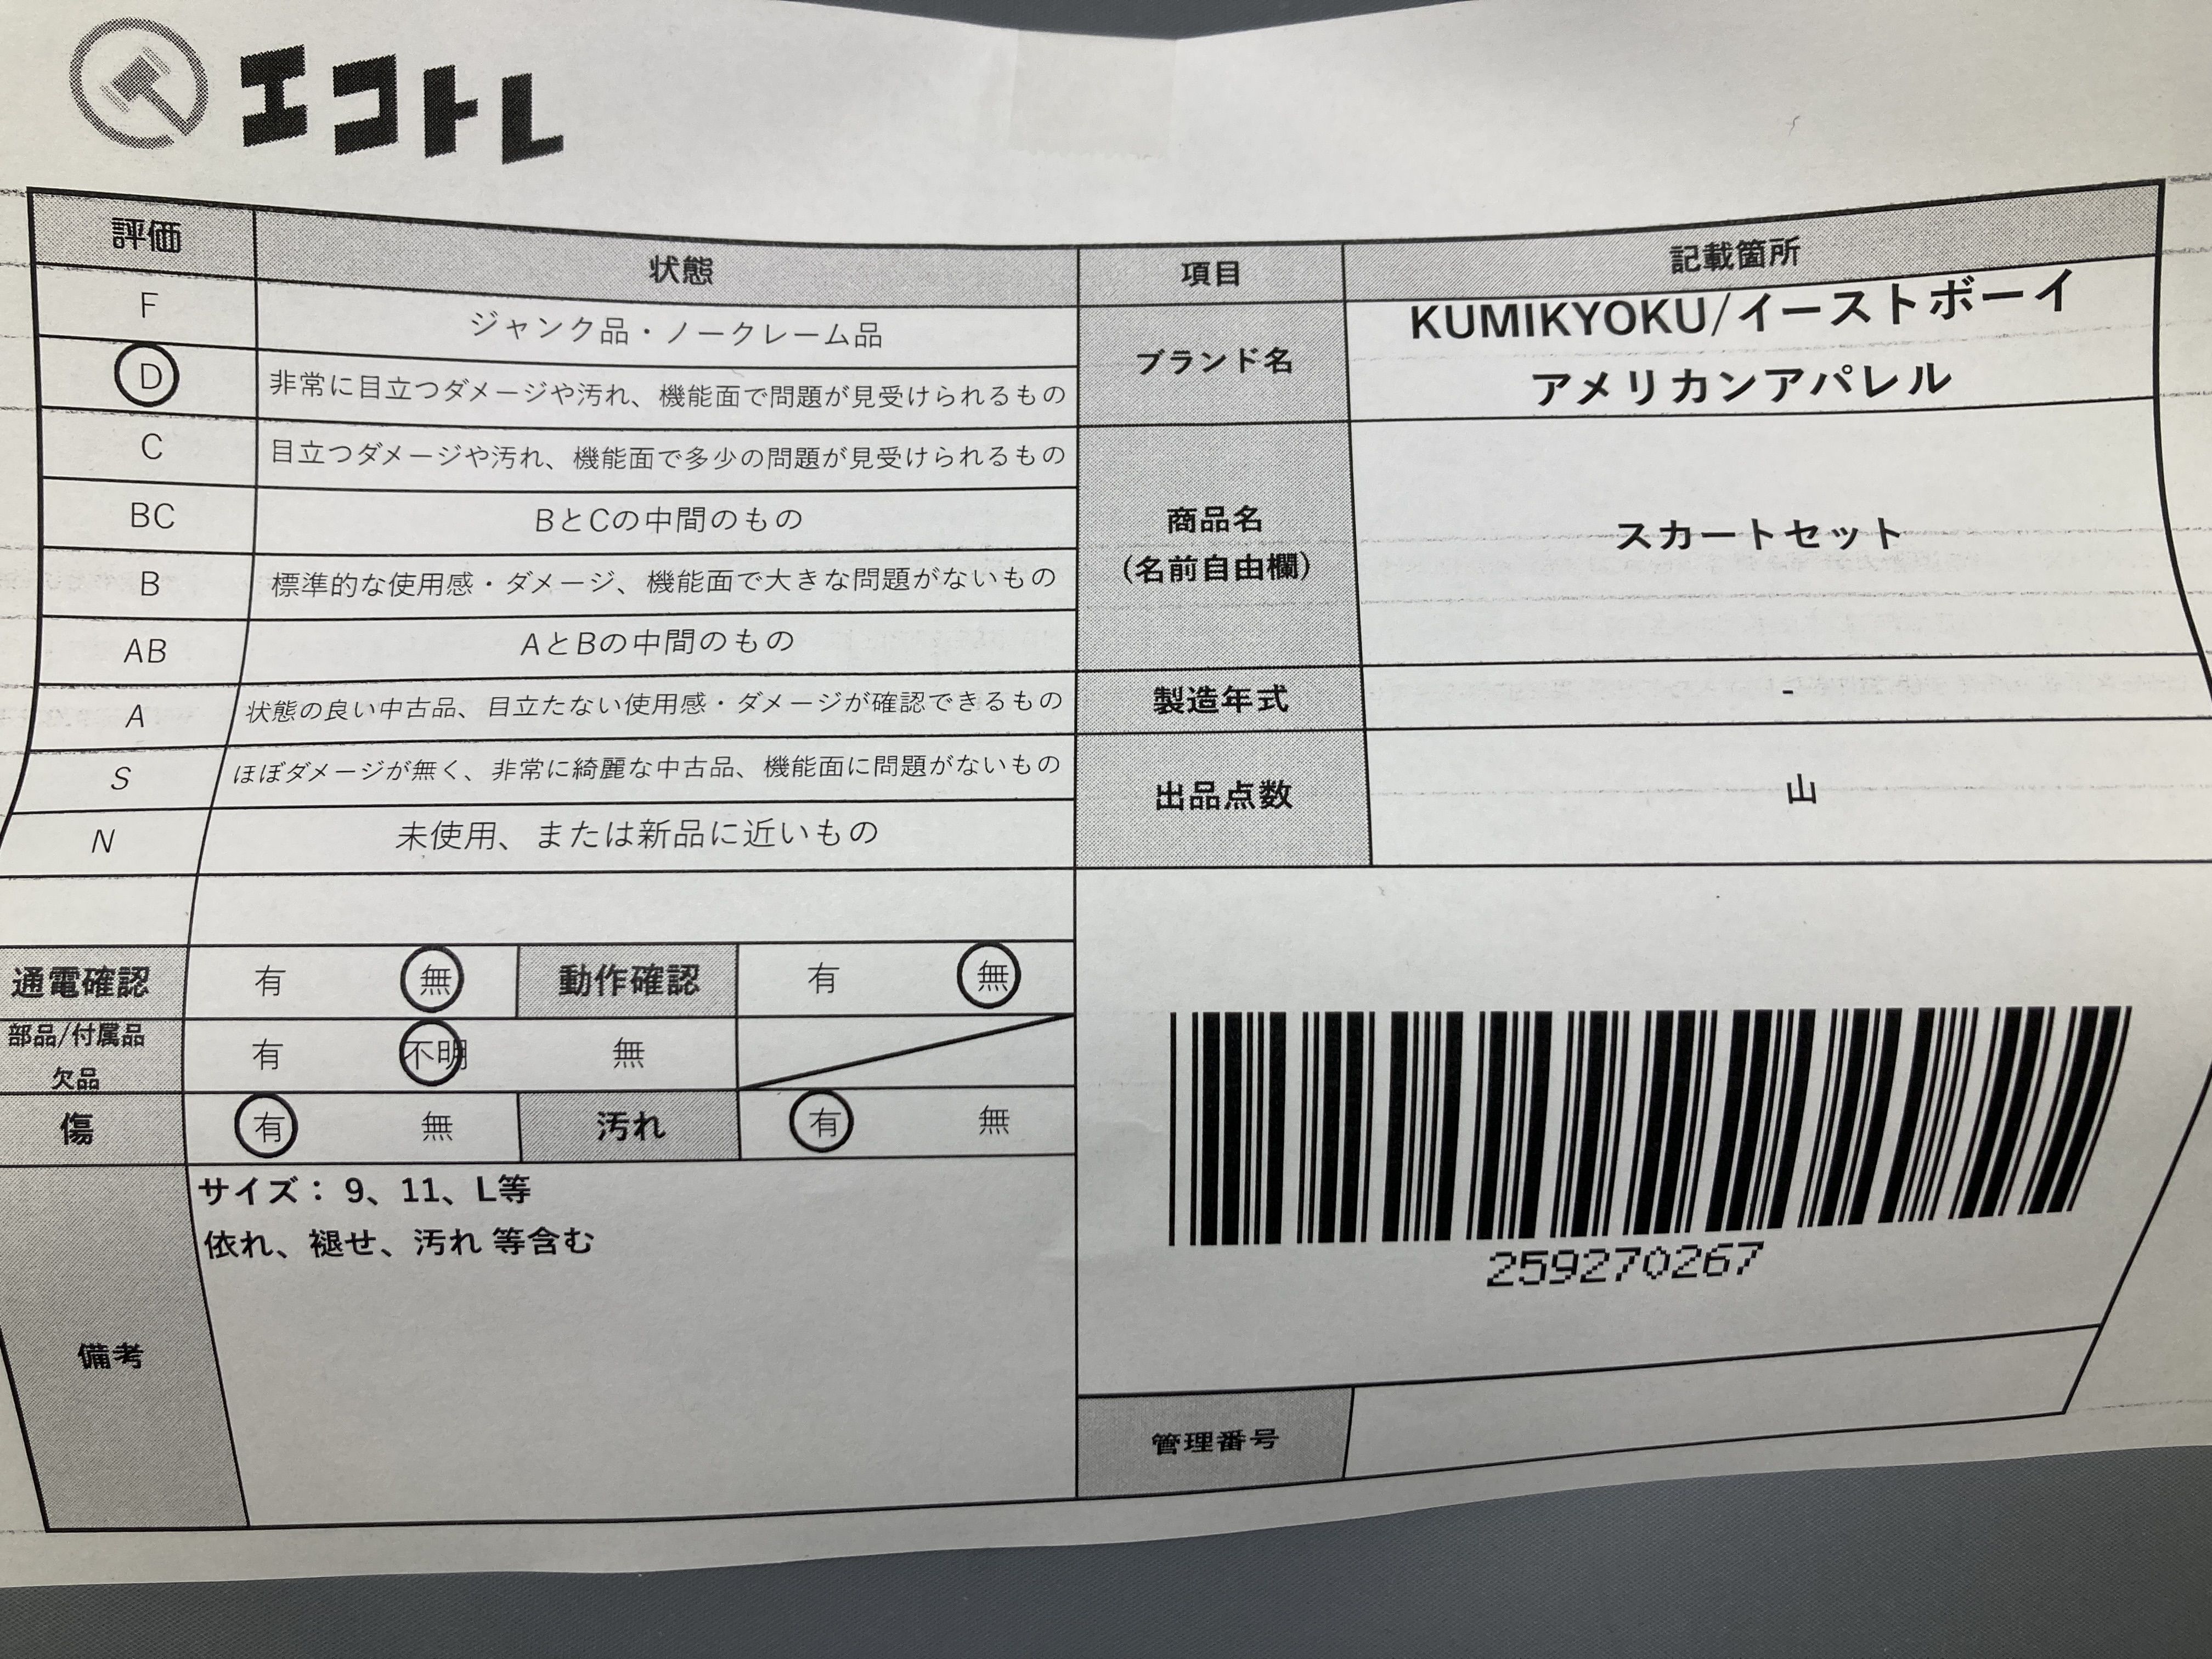 エコトレ
評価 状態 項目 記載箇所
F ジャンク品・ノークレーム品
D 非常に目立つダメージや汚れ、機能面で問題が見受けられるもの
C 目立つダメージや汚れ、機能面で多少の問題が見受けられるもの
BC BとCの中間のもの
B 標準的な使用感・ダメージ、機能面で大きな問題がないもの
AB AとBの中間のもの
A 状態の良い中古品、目立たない使用感・ダメージが確認できるもの
S ほぼダメージが無く、非常に綺麗な中古品、機能面に問題がないもの
N 未使用、または新品に近いもの
ブランド名 KUMIKYOKU/イーストボーイ
アメリカンアパレル
商品名
(名前自由欄)
スカートセット
製造年式 -
出品点数 山
通電確認 有 無 動作確認 有 無
部品/付属品
欠品
有 不明 無
傷 有 無 汚れ 有 無
備考
サイズ： 9、11、L等
依れ、褪せ、汚れ 等含む
259270267
管理番号